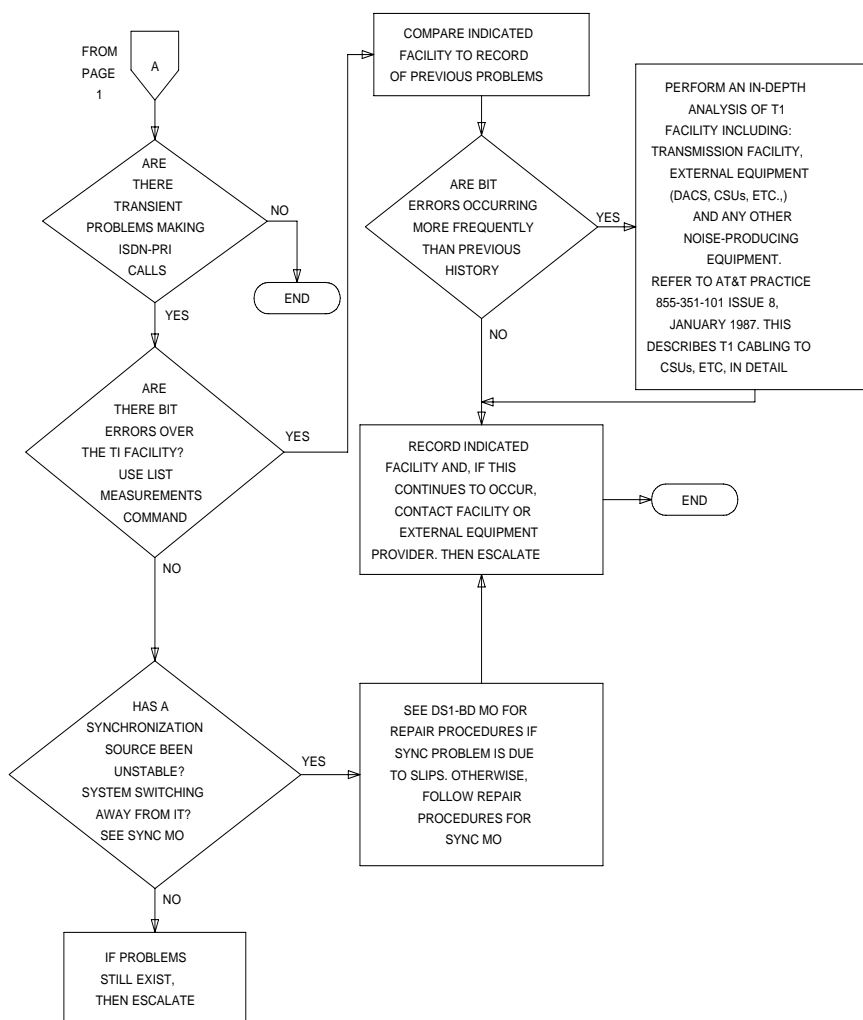 FROM
PAGE
1
A
ARE
THERE
TRANSIENT
PROBLEMS MAKING
ISDN-PRI
CALLS
NO
END
YES
ARE
THERE BIT
ERRORS OVER
THE TI FACILITY?
USE LIST
MEASUREMENTS
COMMAND
YES
NO
HAS A
SYNCHRONIZATION
SOURCE BEEN
UNSTABLE?
SYSTEM SWITCHING
AWAY FROM IT?
SEE SYNC MO
YES
NO
IF PROBLEMS
STILL EXIST,
THEN ESCALATE
COMPARE INDICATED
FACILITY TO RECORD
OF PREVIOUS PROBLEMS
ARE BIT
ERRORS OCCURRING
MORE FREQUENTLY
THAN PREVIOUS
HISTORY
YES
NO
PERFORM AN IN-DEPTH
ANALYSIS OF T1
FACILITY INCLUDING:
TRANSMISSION FACILITY,
EXTERNAL EQUIPMENT
(DACS, CSUs, ETC.,)
AND ANY OTHER
NOISE-PRODUCING
EQUIPMENT.
REFER TO AT&T PRACTICE
855-351-101 ISSUE 8,
JANUARY 1987. THIS
DESCRIBES T1 CABLING TO
CSUs, ETC, IN DETAIL
RECORD INDICATED
FACILITY AND, IF THIS
CONTINUES TO OCCUR,
CONTACT FACILITY OR
EXTERNAL EQUIPMENT
PROVIDER. THEN ESCALATE
END
SEE DS1-BD MO FOR
REPAIR PROCEDURES IF
SYNC PROBLEM IS DUE
TO SLIPS. OTHERWISE,
FOLLOW REPAIR
PROCEDURES FOR
SYNC MO